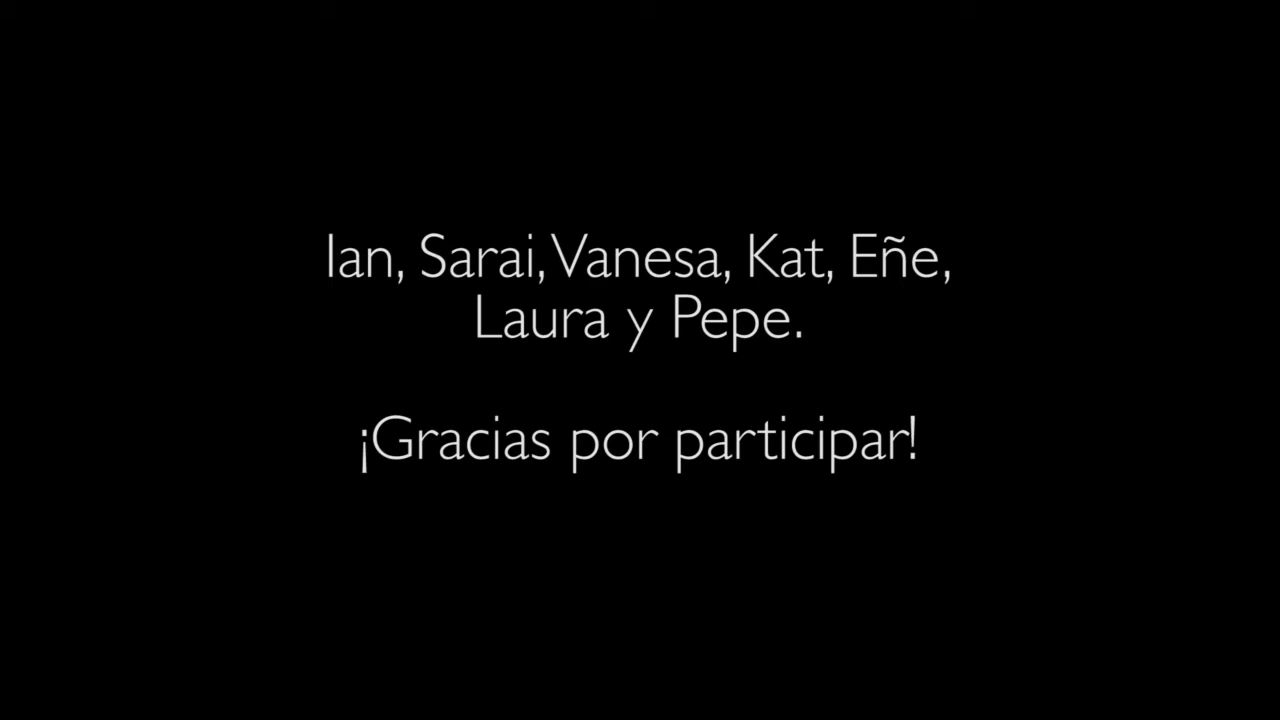 Ian, Sarai, Vanesa, Kat, Eñe,
Laura y Pepe.
¡Gracias por participar!